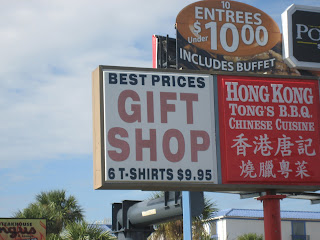 10
ENTREES
$ Under 10.00
INCLUDES BUFFET
HONG KONG
TONG'S B.B.Q.
CHINESE CUISINE
香港唐記
燒臘粵菜
BEST PRICES
GIFT
SHOP
6 T-SHIRTS $9.95